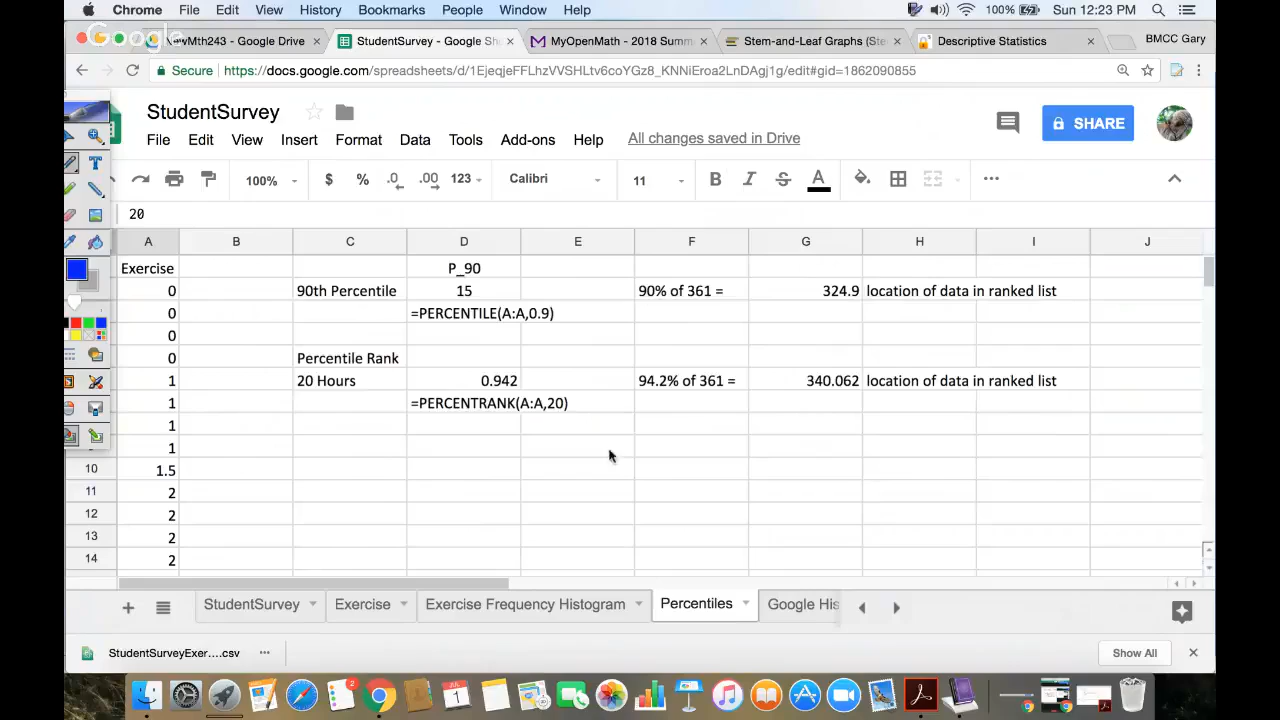 Chrome File Edit View History Bookmarks People Window Help 100% Sun 12:23 PM
Google
MyMth243 - Google Drive × StudentSurvey - Google Sh × MyOpenMath - 2018 Summ × Stem-and-Leaf Graphs (Ste × Descriptive Statistics × BMCC Gary
Secure https://docs.google.com/spreadsheets/d/1EjeqjeFFLhzVVSHLtv6coYGz8_KNNiEroa2LnDAgj1g/edit#gid=1862090855
StudentSurvey
File Edit View Insert Format Data Tools Add-ons Help All changes saved in Drive
SHARE
100% $ % .0 .00 123 Calibri 11 B I S A
20
A B C D E F G H I J
Exercise P_90
0 90th Percentile 15 90% of 361 = 324.9 location of data in ranked list
0 =PERCENTILE(A:A,0.9)
0
0 Percentile Rank
1 20 Hours 0.942 94.2% of 361 = 340.062 location of data in ranked list
1 =PERCENTRANK(A:A,20)
1
1
10 1.5
11 2
12 2
13 2
14 2
StudentSurvey Exercise Exercise Frequency Histogram Percentiles Google His
StudentSurveyExer....csv Show All